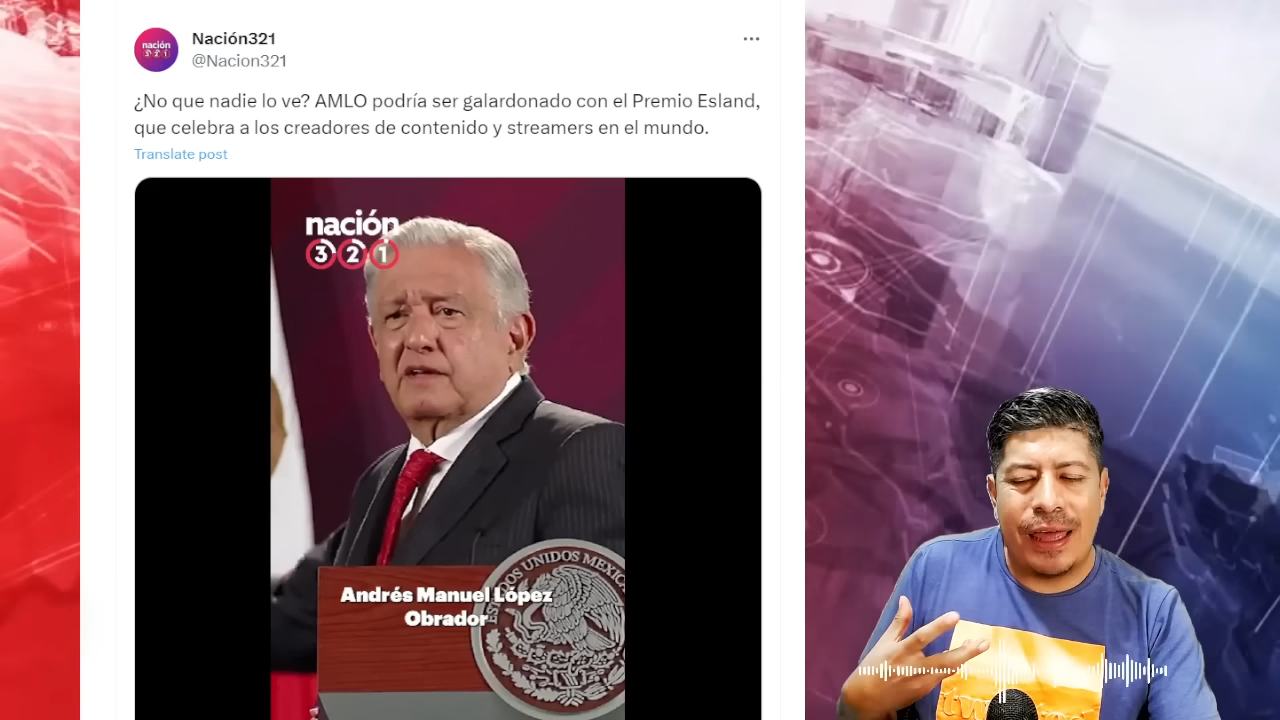 nación
321
Nación321
@Nacion321
¿No que nadie lo ve? AMLO podría ser galardonado con el Premio Esland,
que celebra a los creadores de contenido y streamers en el mundo.
Translate post
nación
321
ESTADOS UNIDOS MEXIC
Andrés Manuel López
Obrador